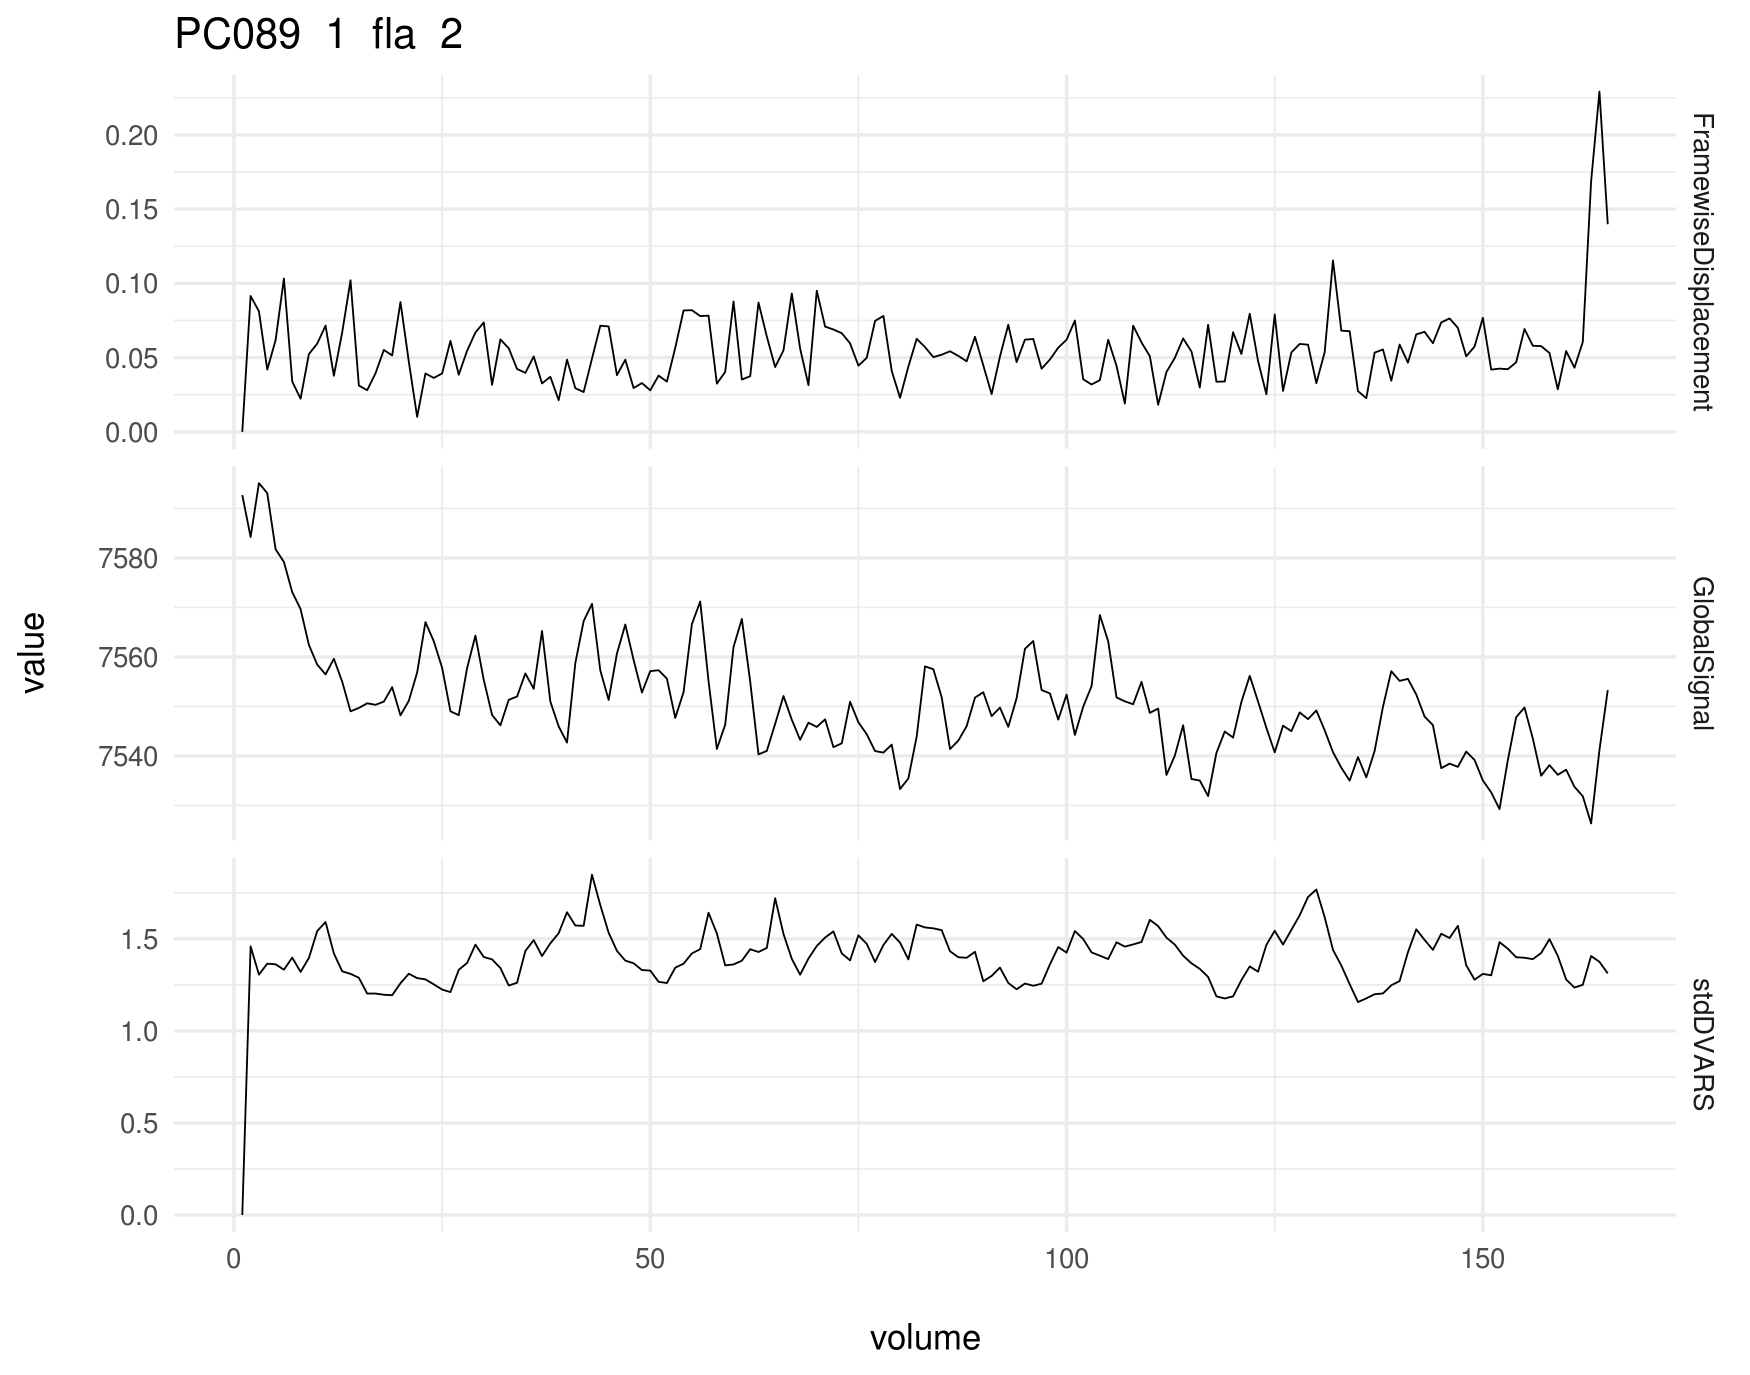 PC089 1 fla 2
0.20
0.15
0.10
0.05
0.00
FramewiseDisplacement
value
7580
7560
7540
GlobalSignal
1.5
1.0
0.5
0.0
stdDVARS
0 50 100 150
volume